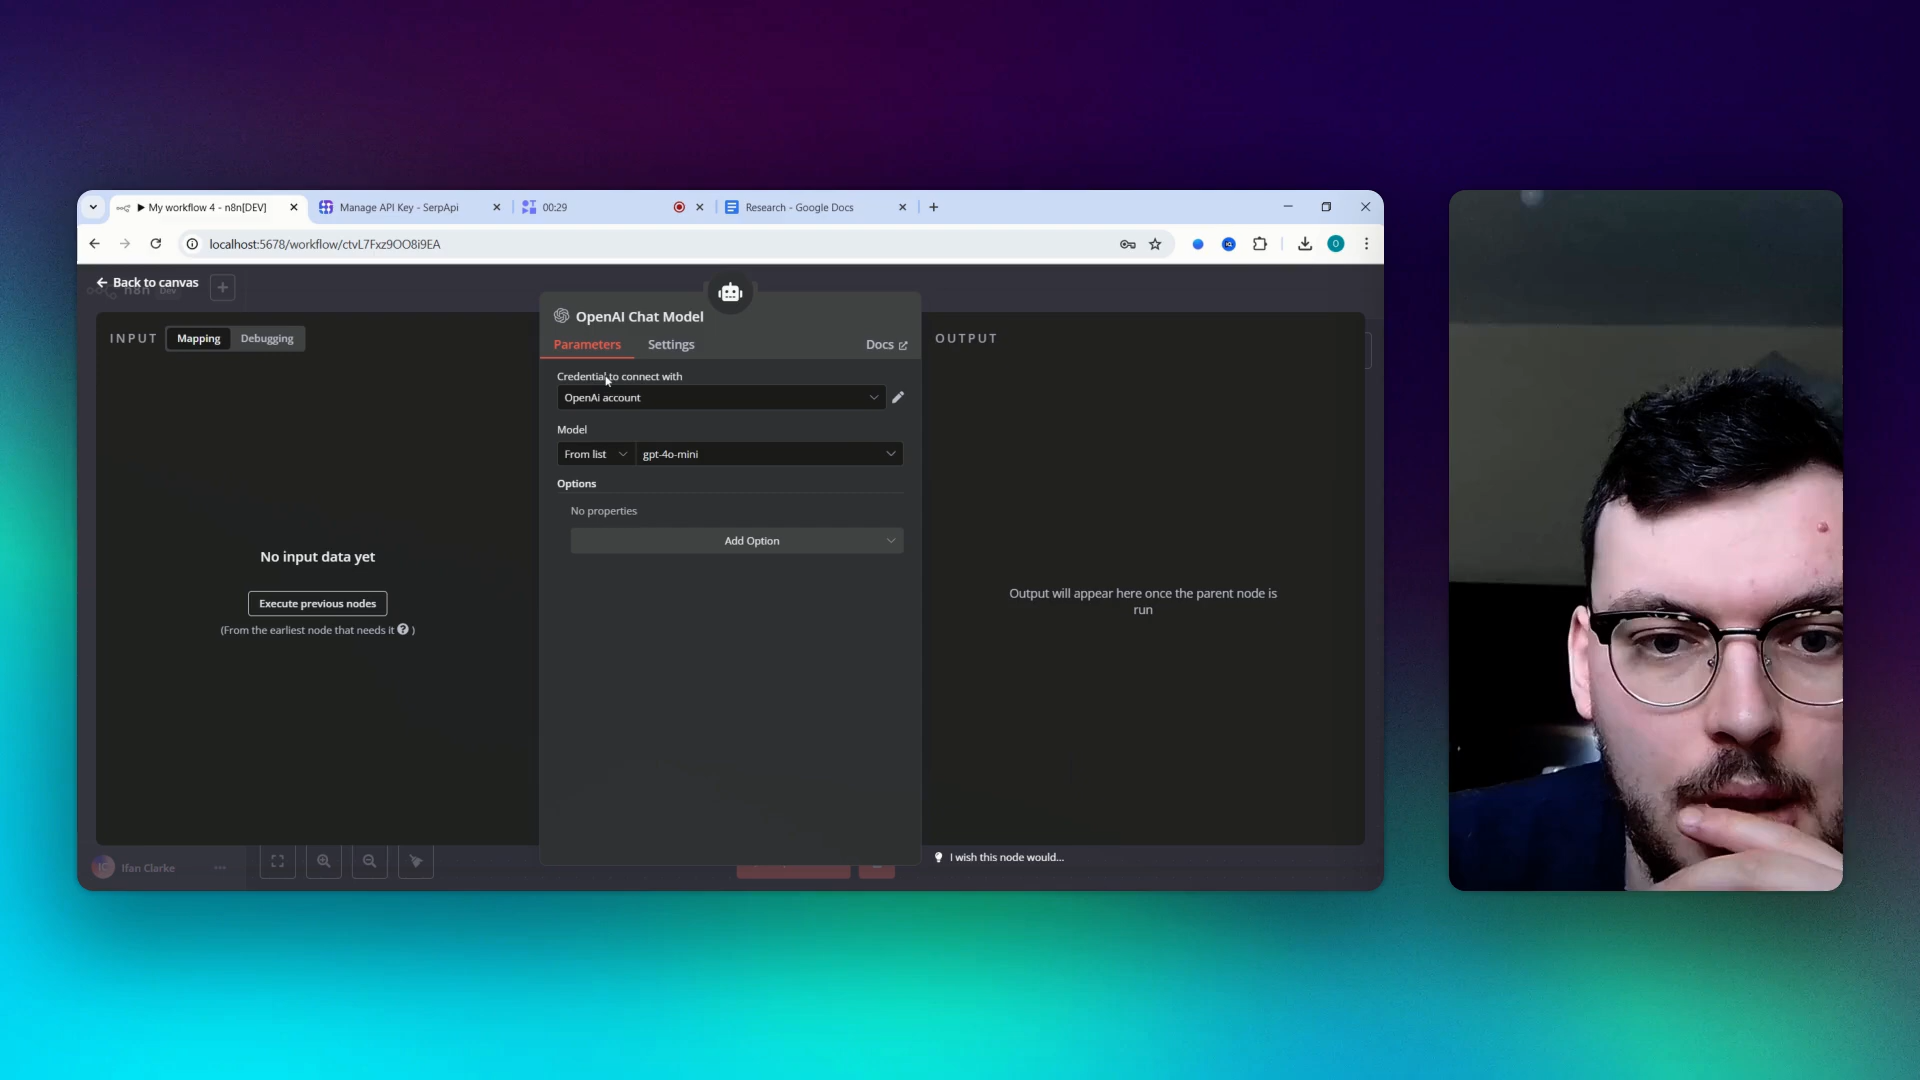 My workflow 4 - n8n[DEV]
Manage API Key - SerpApi
00:29
Research - Google Docs
localhost:5678/workflow/ctvL7Fxz9OO8i9EA
Back to canvas
n8n
INPUT
Mapping
Debugging
OpenAI Chat Model
Parameters
Settings
Docs
OUTPUT
Credential to connect with
OpenAi account
Model
From list
gpt-4o-mini
Options
No properties
Add Option
No input data yet
Execute previous nodes
(From the earliest node that needs it ? )
Output will appear here once the parent node is
run
I wish this node would...
IC
Ifan Clarke